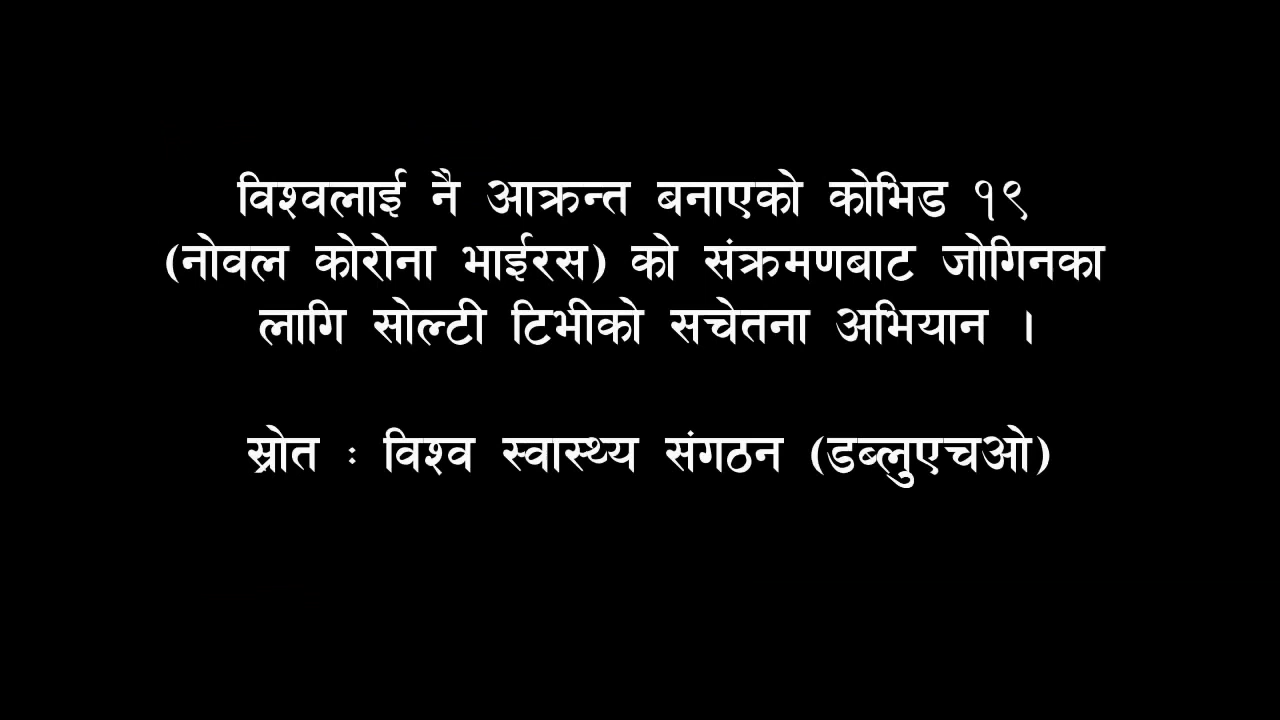 विश्वलाई नै आक्रन्त बनाएको कोभिड १९
(नोवल कोरोना भाईरस) को संक्रमणबाट जोगिनका
लागि सोल्टी टिभीको सचेतना अभियान ।
स्रोत : विश्व स्वास्थ्य संगठन (डब्लुएचओ)